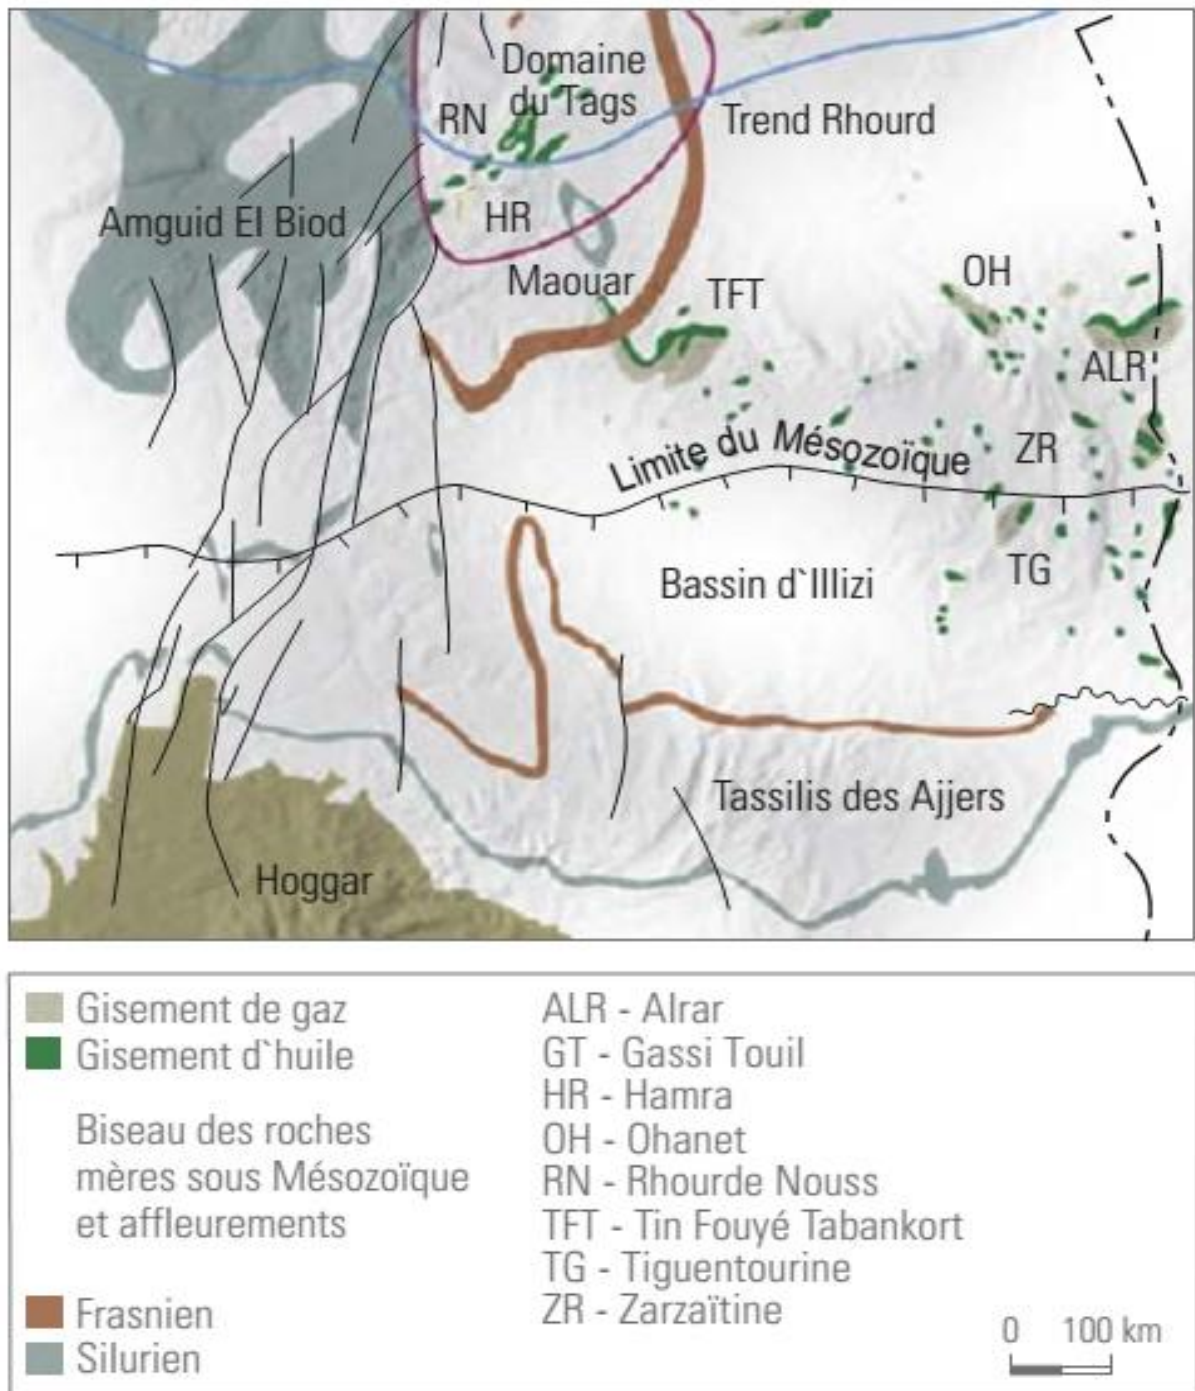 Domaine
du Tags
RN
Trend Rhourd
Amguid El Biod
HR
Maouar
TFT
OH
ALR
Limite du Mésozoïque
ZR
TG
Bassin d`Illizi
Tassilis des Ajjers
Hoggar
Gisement de gaz
Gisement d`huile
Biseau des roches
mères sous Mésozoïque
et affleurements
Frasnien
Silurien
ALR - Alrar
GT - Gassi Touil
HR - Hamra
OH - Ohanet
RN - Rhourde Nouss
TFT - Tin Fouyé Tabankort
TG - Tiguentourine
ZR - Zarzaïtine
0 100 km